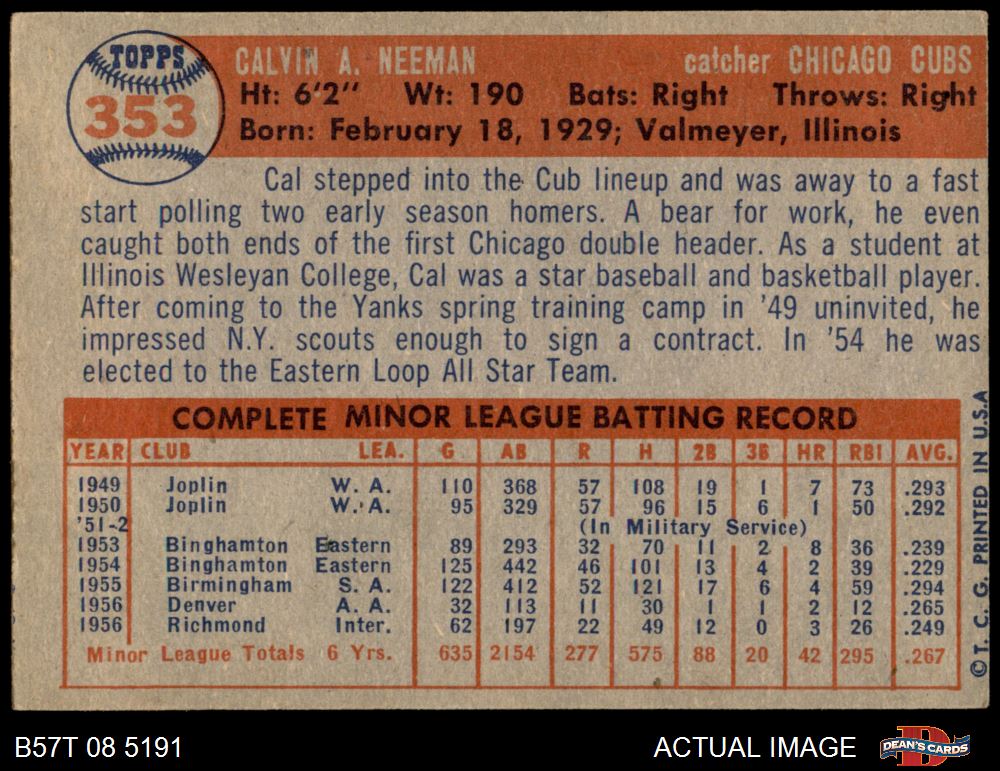 TOPPS
353
CALVIN A. NEEMAN catcher CHICAGO CUBS
Ht: 6'2" Wt: 190 Bats: Right Throws: Right
Born: February 18, 1929; Valmeyer, Illinois
Cal stepped into the Cub lineup and was away to a fast
start polling two early season homers. A bear for work, he even
caught both ends of the first Chicago double header. As a student at
Illinois Wesleyan College, Cal was a star baseball and basketball player.
After coming to the Yanks spring training camp in '49 uninvited, he
impressed N.Y. scouts enough to sign a contract. In '54 he was
elected to the Eastern Loop All Star Team.
COMPLETE MINOR LEAGUE BATTING RECORD
YEAR CLUB LEA. G AB R H 2B 3B HR RBI AVG.
1949 Joplin W. A. 110 368 57 108 19 1 7 73 .293
1950 Joplin W. A. 95 329 57 96 15 6 1 50 .292
'51-2 (In Military Service)
1953 Binghamton Eastern 89 293 32 70 11 2 8 36 .239
1954 Binghamton Eastern 125 442 46 101 13 4 2 39 .229
1955 Birmingham S. A. 122 412 52 121 17 6 4 59 .294
1956 Denver A. A. 32 113 11 30 1 1 2 12 .265
1956 Richmond Inter. 62 197 22 49 12 0 3 26 .249
Minor League Totals 6 Yrs. 635 2154 277 575 88 20 42 295 .267
© T. C. G. PRINTED IN U.S.A
B57T 08 5191 ACTUAL IMAGE
DEAN'S CARDS